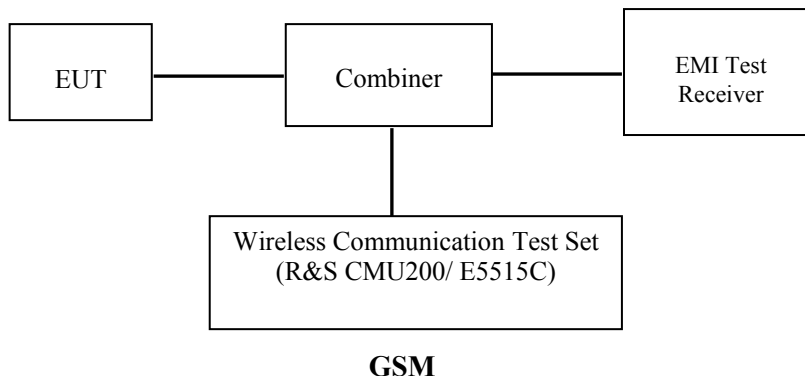 EUT
Combiner
EMI Test
Receiver
Wireless Communication Test Set
(R&S CMU200/ E5515C)
GSM